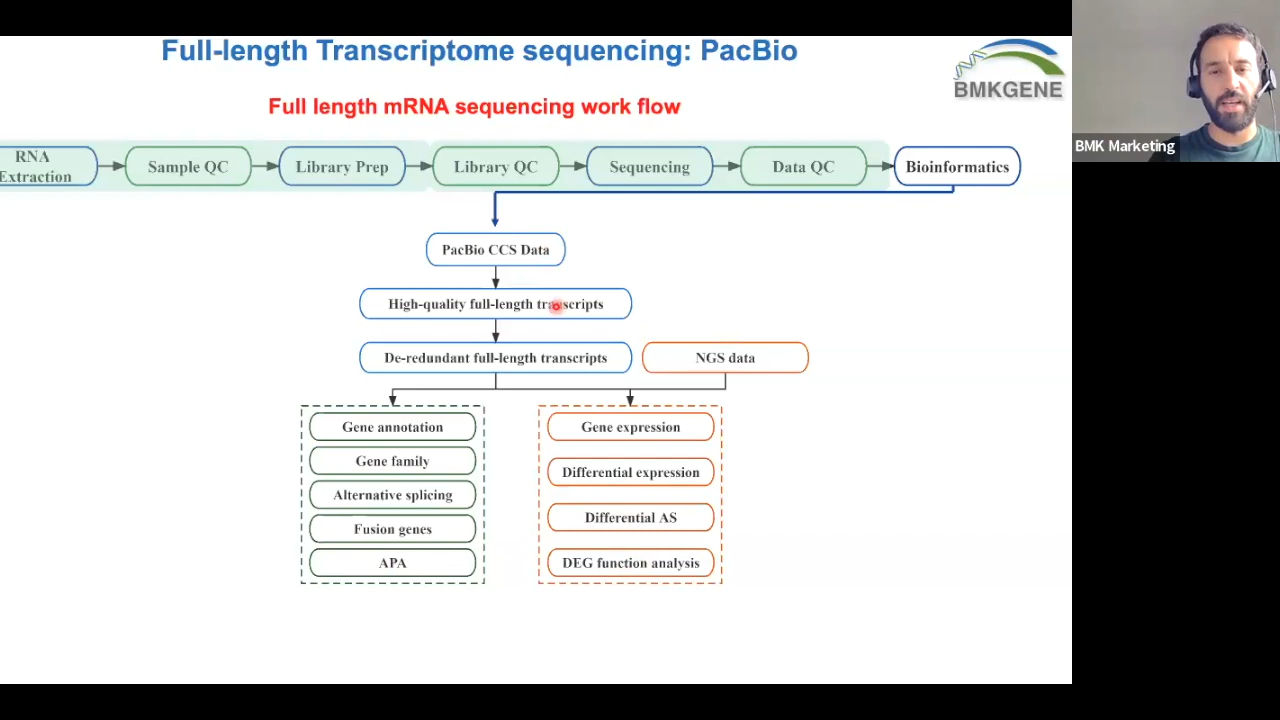 Full-length Transcriptome sequencing: PacBio
BMKGENE
Full length mRNA sequencing work flow
BMK Marketing
RNA
Extraction
Sample QC
Library Prep
Library QC
Sequencing
Data QC
Bioinformatics
PacBio CCS Data
High-quality full-length transcripts
De-redundant full-length transcripts
NGS data
Gene annotation
Gene family
Alternative splicing
Fusion genes
APA
Gene expression
Differential expression
Differential AS
DEG function analysis